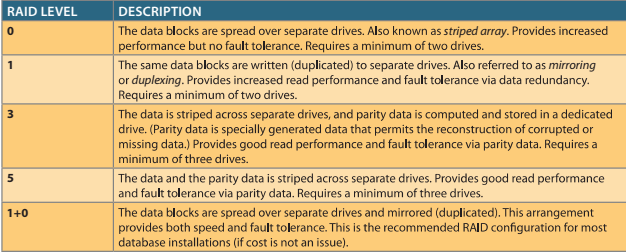 RAID LEVEL DESCRIPTION
0 The data blocks are spread over separate drives. Also known as striped array. Provides increased
performance but no fault tolerance. Requires a minimum of two drives.
1 The same data blocks are written (duplicated) to separate drives. Also referred to as mirroring
or duplexing. Provides increased read performance and fault tolerance via data redundancy.
Requires a minimum of two drives.
3 The data is striped across separate drives, and parity data is computed and stored in a dedicated
drive. (Parity data is specially generated data that permits the reconstruction of corrupted or
missing data.) Provides good read performance and fault tolerance via parity data. Requires a
minimum of three drives.
5 The data and the parity data is striped across separate drives. Provides good read performance
and fault tolerance via parity data. Requires a minimum of three drives.
1+0 The data blocks are spread over separate drives and mirrored (duplicated). This arrangement
provides both speed and fault tolerance. This is the recommended RAID configuration for most
database installations (if cost is not an issue).